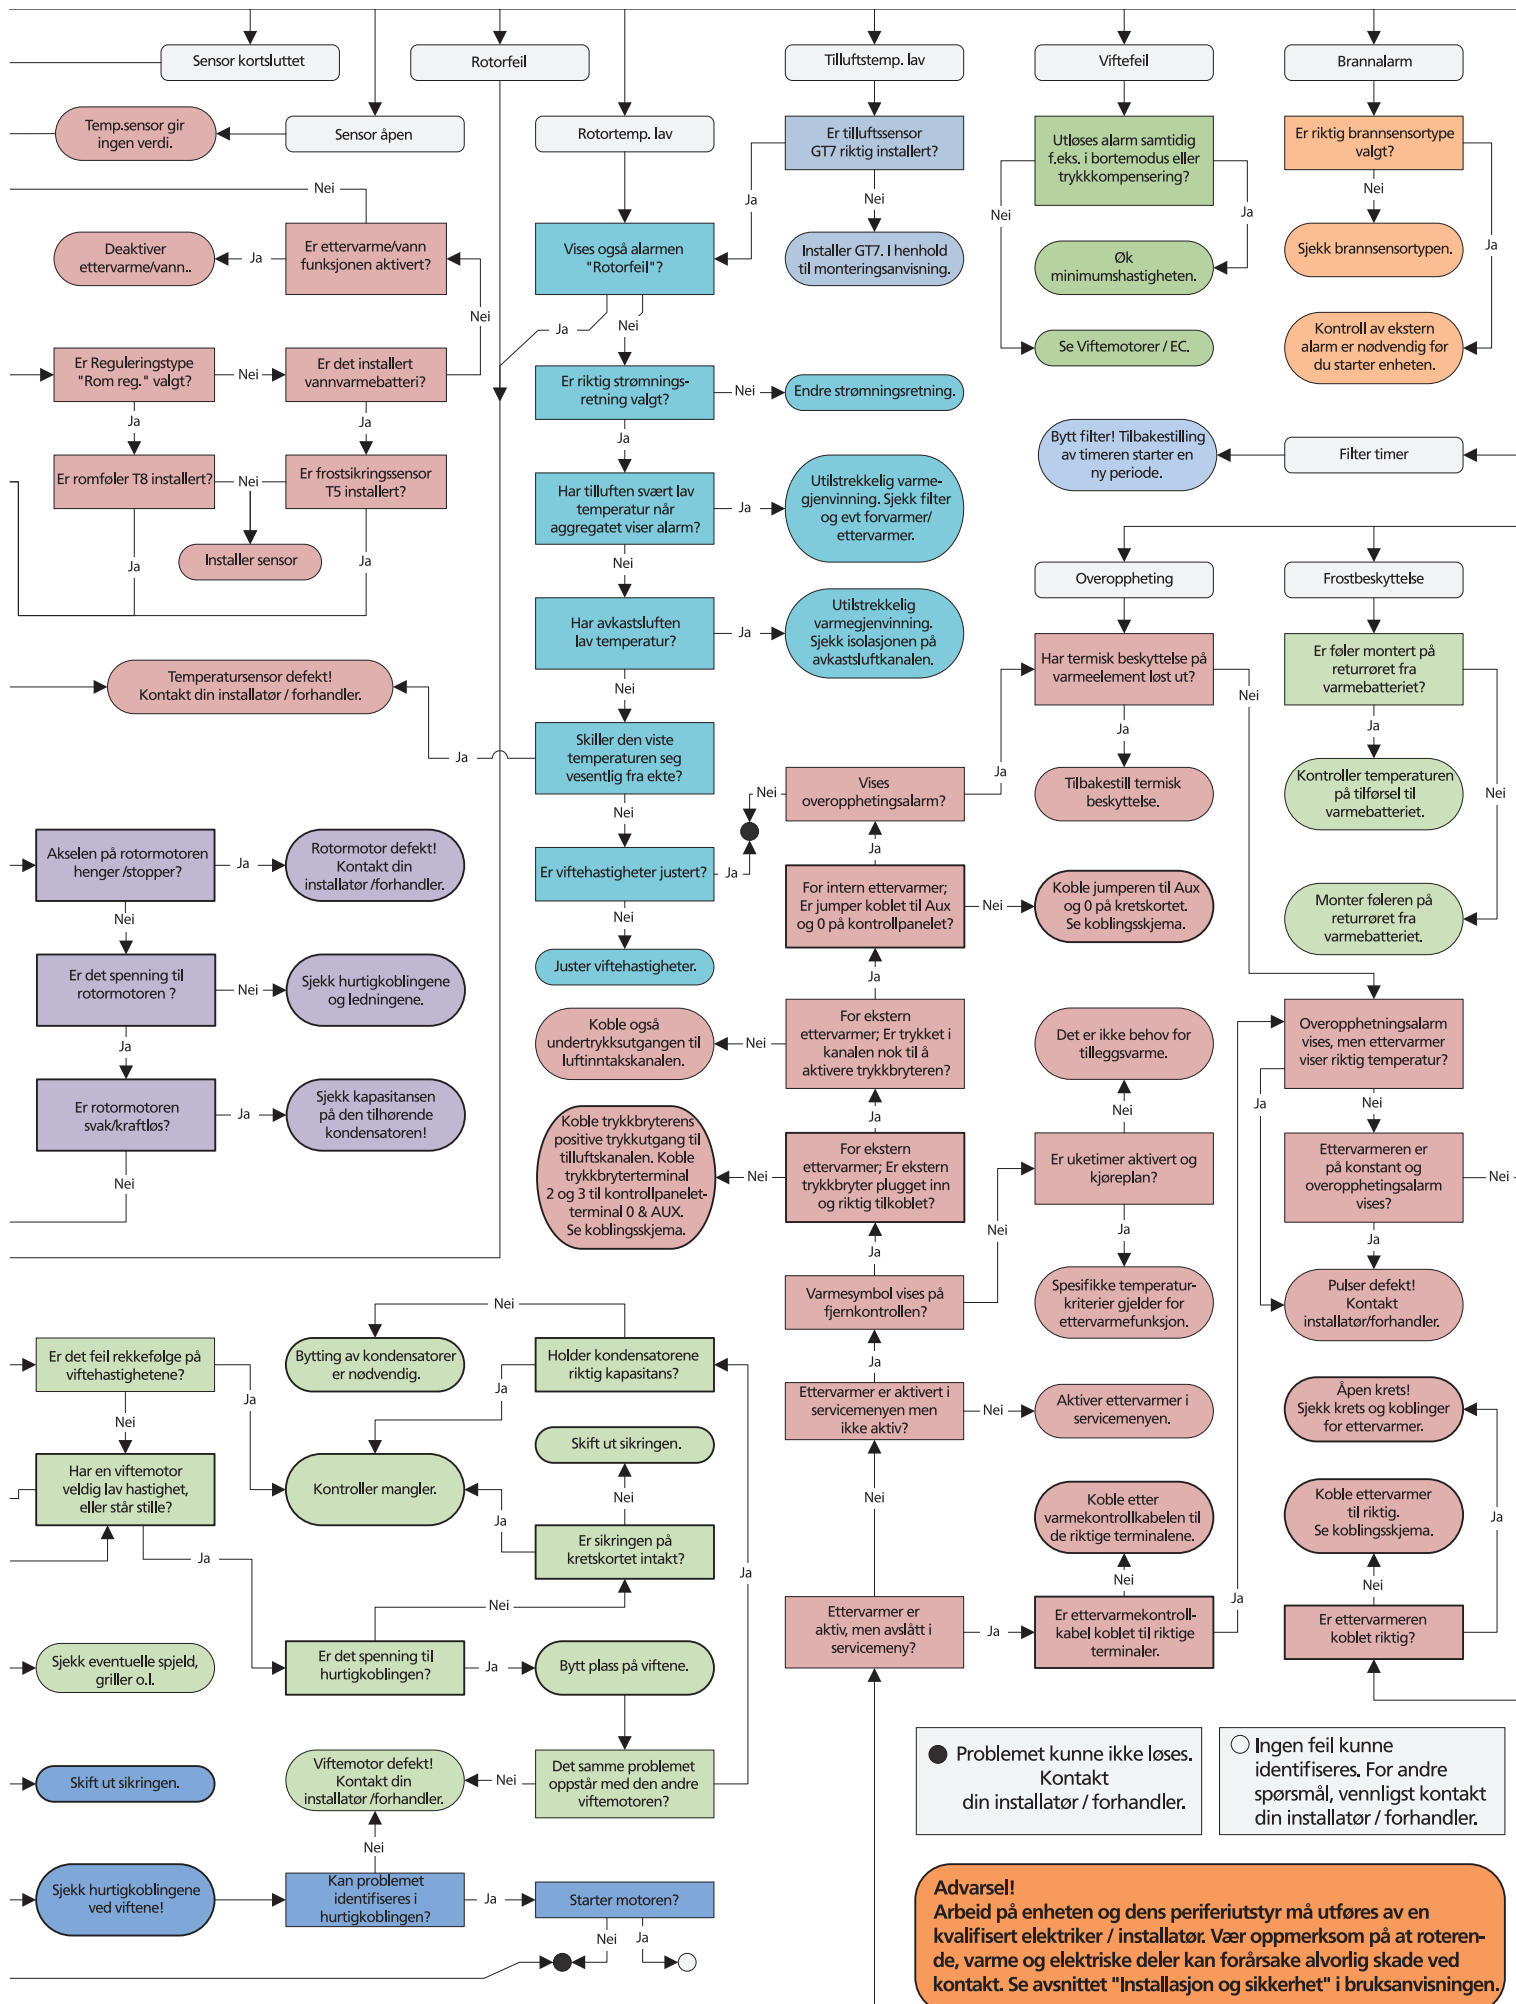 Sensor kortsluttet
Rotorfeil
Tilluftstemp. lav
Viftefeil
Brannalarm
Temp.sensor gir
ingen verdi.
Sensor åpen
Rotortemp. lav
Er tilluftssensor
GT7 riktig installert?
Utløses alarm samtidig
f.eks. i bortemodus eller
trykkkompensering?
Er riktig brannsensortype
valgt?
Nei
Ja
Nei
Nei
Ja
Nei
Ja
Deaktiver
ettervarme/vann..
Ja
Er ettervarme/vann
funksjonen aktivert?
Vises også alarmen
"Rotorfeil"?
Installer GT7. I henhold
til monteringsanvisning.
Øk
minimumshastigheten.
Sjekk brannsensortypen.
Nei
Ja
Nei
Er Reguleringstype
"Rom reg." valgt?
Nei
Er det installert
vannvarmebatteri?
Se Viftemotorer / EC.
Kontroll av ekstern
alarm er nødvendig før
du starter enheten.
Er riktig strømnings-
retning valgt?
Nei
Endre strømningsretning.
Ja
Ja
Ja
Bytt filter! Tilbakestilling
av timeren starter en
ny periode.
Filter timer
Er romføler T8 installert?
Nei
Er frostsikringssensor
T5 installert?
Har tilluften svært lav
temperatur når
aggregatet viser alarm?
Ja
Utilstrekkelig varme-
gjenvinning. Sjekk filter
og evt forvarmer/
ettervarmer.
Installer sensor
Ja
Ja
Nei
Overoppheting
Frostbeskyttelse
Har avkastsluften
lav temperatur?
Ja
Utilstrekkelig
varmegjenvinning.
Sjekk isolasjonen på
avkastsluftkanalen.
Har termisk beskyttelse på
varmeelement løst ut?
Nei
Er føler montert på
returrøret fra
varmebatteriet?
Temperatursensor defekt!
Kontakt din installatør / forhandler.
Nei
Ja
Ja
Ja
Skiller den viste
temperaturen seg
vesentlig fra ekte?
Ja
Nei
Vises
overopphetingsalarm?
Tilbakestill termisk
beskyttelse.
Kontroller temperaturen
på tilførsel til
varmebatteriet.
Nei
Nei
Ja
Akselen på rotormotoren
henger /stopper?
Ja
Rotormotor defekt!
Kontakt din
installatør /forhandler.
Er viftehastigheter justert?
Ja
For intern ettervarmer;
Er jumper koblet til Aux
og 0 på kontrollpanelet?
Nei
Koble jumperen til Aux
og 0 på kretskortet.
Se koblingsskjema.
Monter føleren på
returrøret fra
varmebatteriet.
Nei
Nei
Juster viftehastigheter.
Ja
Er det spenning til
rotormotoren ?
Nei
Sjekk hurtigkoblingene
og ledningene.
Koble også
undertrykksutgangen til
luftinntakskanalen.
Nei
For ekstern
ettervarmer; Er trykket i
kanalen nok til å
aktivere trykkbryteren?
Det er ikke behov for
tilleggsvarme.
Overopphetningsalarm
vises, men ettervarmer
viser riktig temperatur?
Ja
Ja
Nei
Ja
Nei
Er rotormotoren
svak/kraftløs?
Ja
Sjekk kapasitansen
på den tilhørende
kondensatoren!
Koble trykkbryterens
positive trykkutgang til
tilluftskanalen. Koble
trykkbryterterminal
2 og 3 til kontrollpanelet-
terminal 0 & AUX.
Se koblingsskjema.
Nei
For ekstern
ettervarmer; Er ekstern
trykkbryter plugget inn
og riktig tilkoblet?
Er uketimer aktivert og
kjøreplan?
Ettervarmeren er
på konstant og
overopphetingsalarm
vises?
Nei
Nei
Nei
Ja
Ja
Ja
Varmesymbol vises på
fjernkontrollen?
Spesifikke temperatur-
kriterier gjelder for
ettervarmefunksjon.
Pulser defekt!
Kontakt
installatør/forhandler.
Nei
Er det feil rekkefølge på
viftehastighetene?
Bytting av kondensatorer
er nødvendig.
Holder kondensatorene
riktig kapasitans?
Ja
Ja
Ja
Nei
Ettervarmer er aktivert i
servicemenyen men
ikke aktiv?
Nei
Aktiver ettervarmer i
servicemenyen.
Åpen krets!
Sjekk krets og koblinger
for ettervarmer.
Skift ut sikringen.
Har en viftemotor
veldig lav hastighet,
eller står stille?
Kontroller mangler.
Nei
Nei
Koble etter
varmekontrollkabelen til
de riktige terminalene.
Koble ettervarmer
til riktig.
Se koblingsskjema.
Ja
Ja
Er sikringen på
kretskortet intakt?
Ja
Ja
Nei
Nei
Nei
Ettervarmer er
aktiv, men avslått i
servicemeny?
Ja
Er ettervarmekontroll-
kabel koblet til riktige
terminaler.
Ja
Er ettervarmeren
koblet riktig?
Sjekk eventuelle spjeld,
griller o.l.
Er det spenning til
hurtigkoblingen?
Ja
Bytt plass på viftene.
Skift ut sikringen.
Viftemotor defekt!
Kontakt din
installatør /forhandler.
Nei
Det samme problemet
oppstår med den andre
viftemotoren?
Problemet kunne ikke løses.
Kontakt
din installatør / forhandler.
Ingen feil kunne
identifiseres. For andre
spørsmål, vennligst kontakt
din installatør / forhandler.
Nei
Sjekk hurtigkoblingene
ved viftene!
Kan problemet
identifiseres i
hurtigkoblingen?
Ja
Starter motoren?
Nei
Ja
Advarsel!
Arbeid på enheten og dens periferiutstyr må utføres av en
kvalifisert elektriker / installatør. Vær oppmerksom på at roteren-
de, varme og elektriske deler kan forårsake alvorlig skade ved
kontakt. Se avsnittet "Installasjon og sikkerhet" i bruksanvisningen.